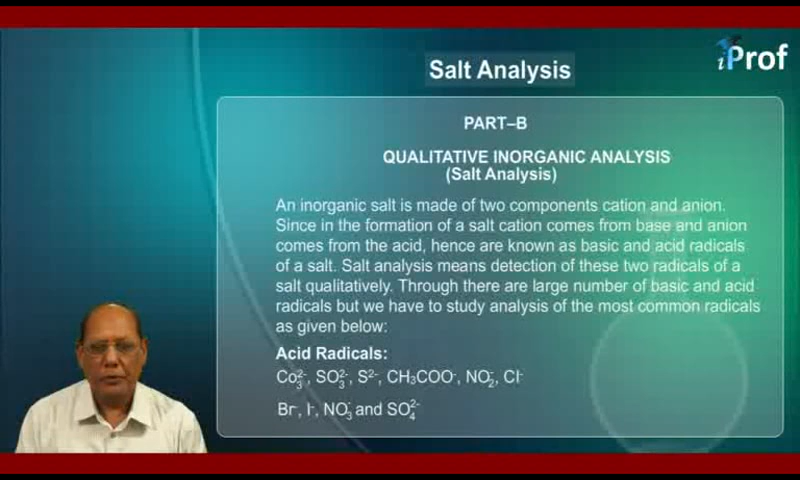 Salt Analysis
iProf
PART–B
QUALITATIVE INORGANIC ANALYSIS
(Salt Analysis)
An inorganic salt is made of two components cation and anion.
Since in the formation of a salt cation comes from base and anion
comes from the acid, hence are known as basic and acid radicals
of a salt. Salt analysis means detection of these two radicals of a
salt qualitatively. Through there are large number of basic and acid
radicals but we have to study analysis of the most common radicals
as given below:
Acid Radicals:
Co₃²⁻, SO₃²⁻, S²⁻, CH₃COO⁻, NO₂⁻, Cl⁻
Br⁻, I⁻, NO₃⁻ and SO₄²⁻